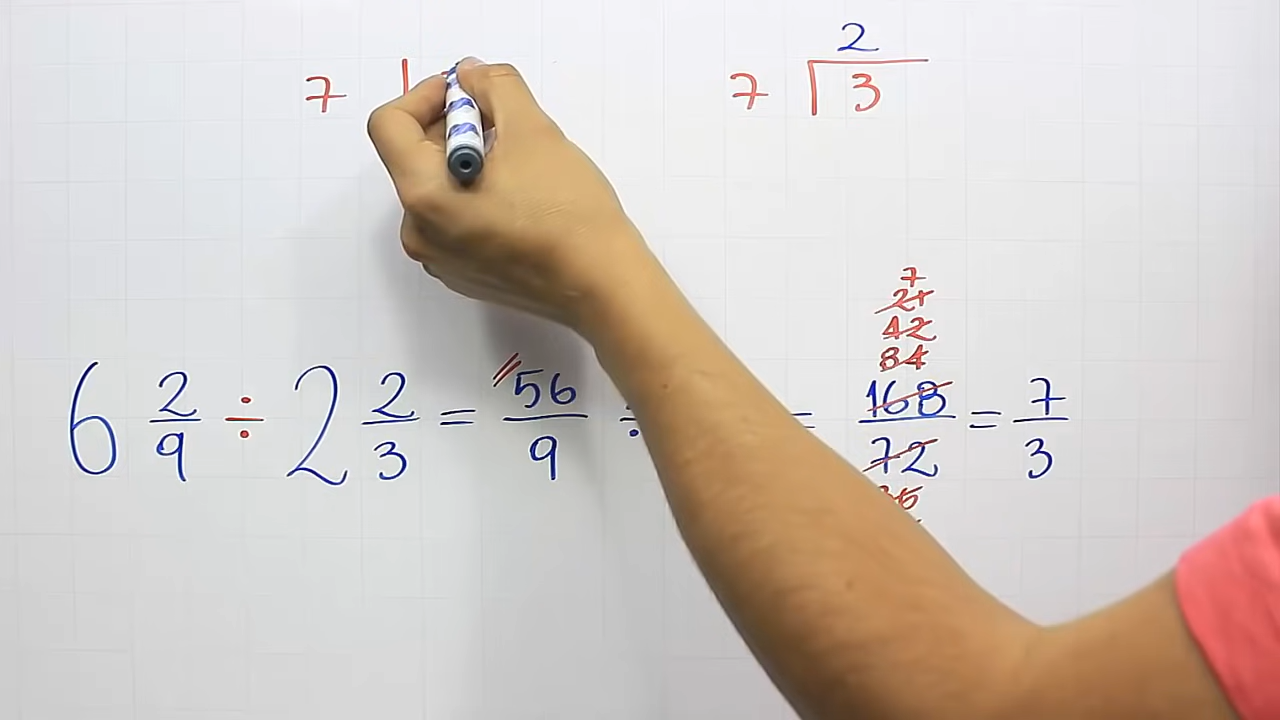 2
7 7 3
7
21
42
84
6 2/9 ÷ 2 2/3 = 56/9 ÷ = 168/72 = 7/3